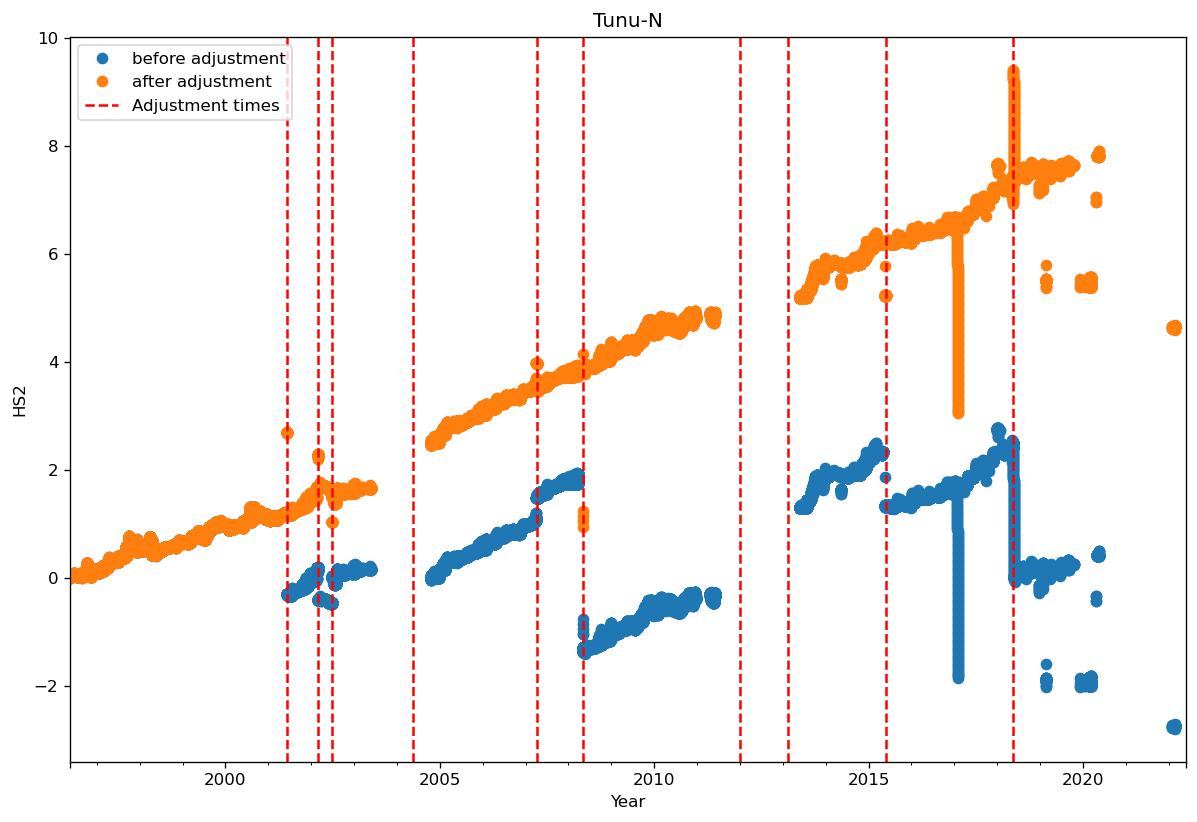 Tunu-N
before adjustment
after adjustment
Adjustment times
10
8
6
4
2
0
−2
HS2
2000
2005
2010
2015
2020
Year